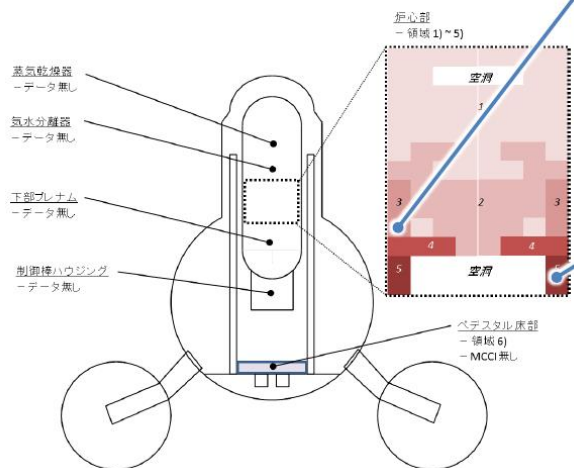 炉心部
– 領域 1) ~ 5)
蒸気乾燥器
– データ無し
気水分離器
– データ無し
下部プレナム
– データ無し
制御棒ハウジング
– データ無し
空洞
1
3
2
3
4
4
5
空洞
ペデスタル床部
– 領域 6)
– MCCI 無し